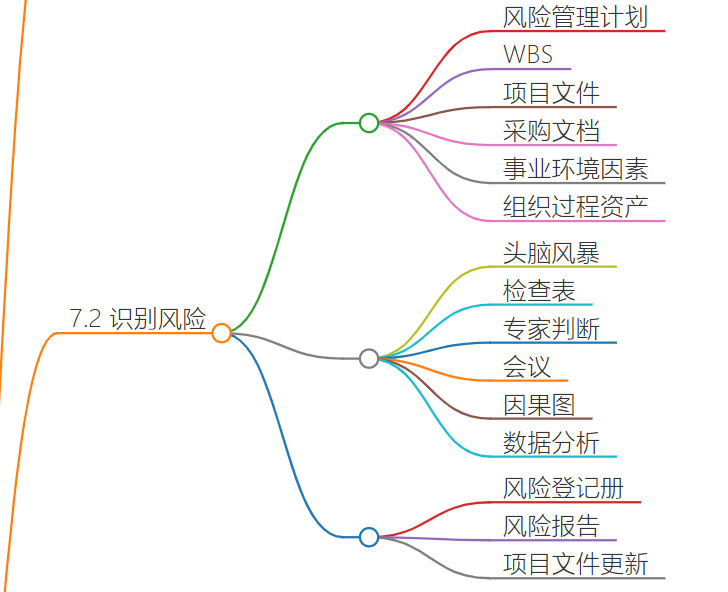 风险管理计划
WBS
项目文件
采购文档
事业环境因素
组织过程资产
头脑风暴
检查表
7.2 识别风险
专家判断
会议
因果图
数据分析
风险登记册
风险报告
项目文件更新